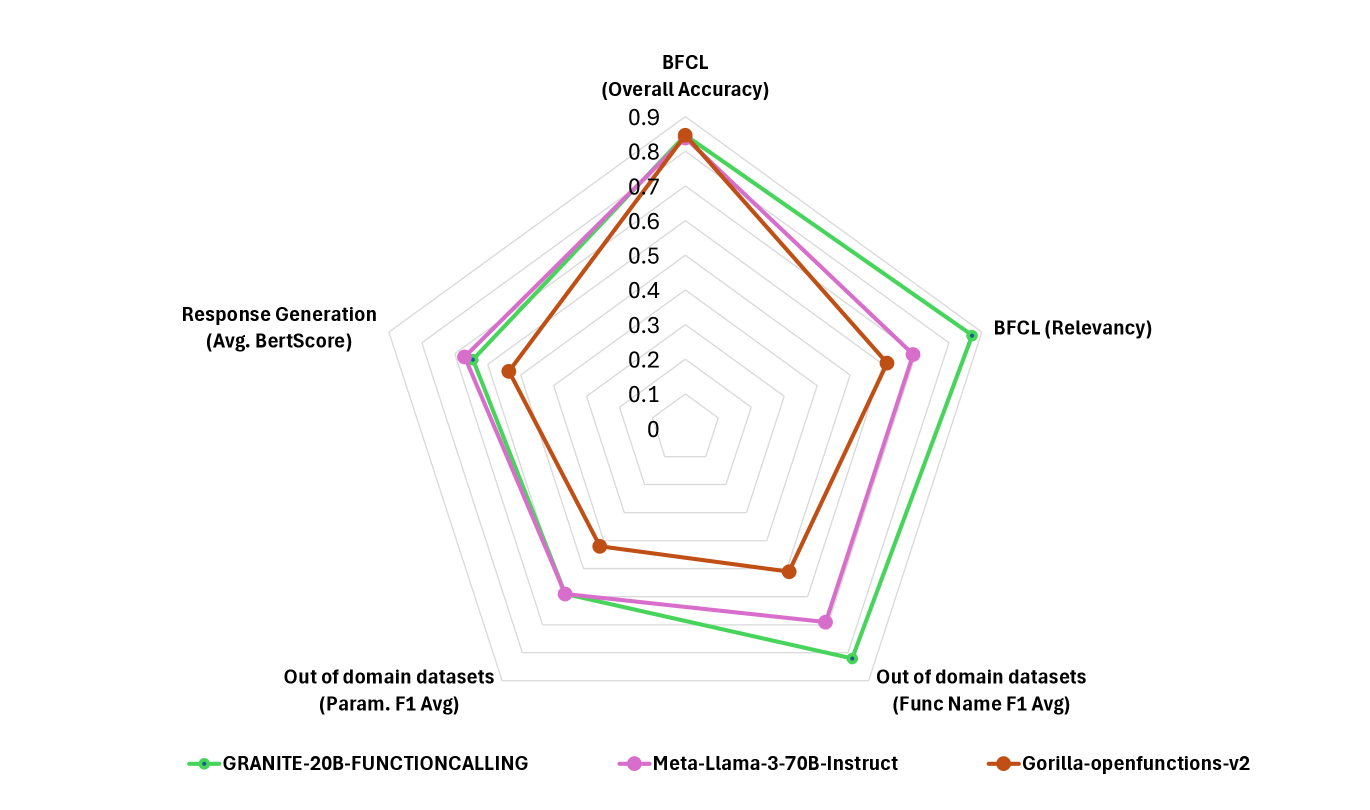 BFCL
(Overall Accuracy)
0.9
0.8
0.7
0.6
0.5
0.4
0.3
0.2
0.1
0
BFCL (Relevancy)
Response Generation
(Avg. BertScore)
Out of domain datasets
(Param. F1 Avg)
Out of domain datasets
(Func Name F1 Avg)
GRANITE-20B-FUNCTIONCALLING
Meta-Llama-3-70B-Instruct
Gorilla-openfunctions-v2